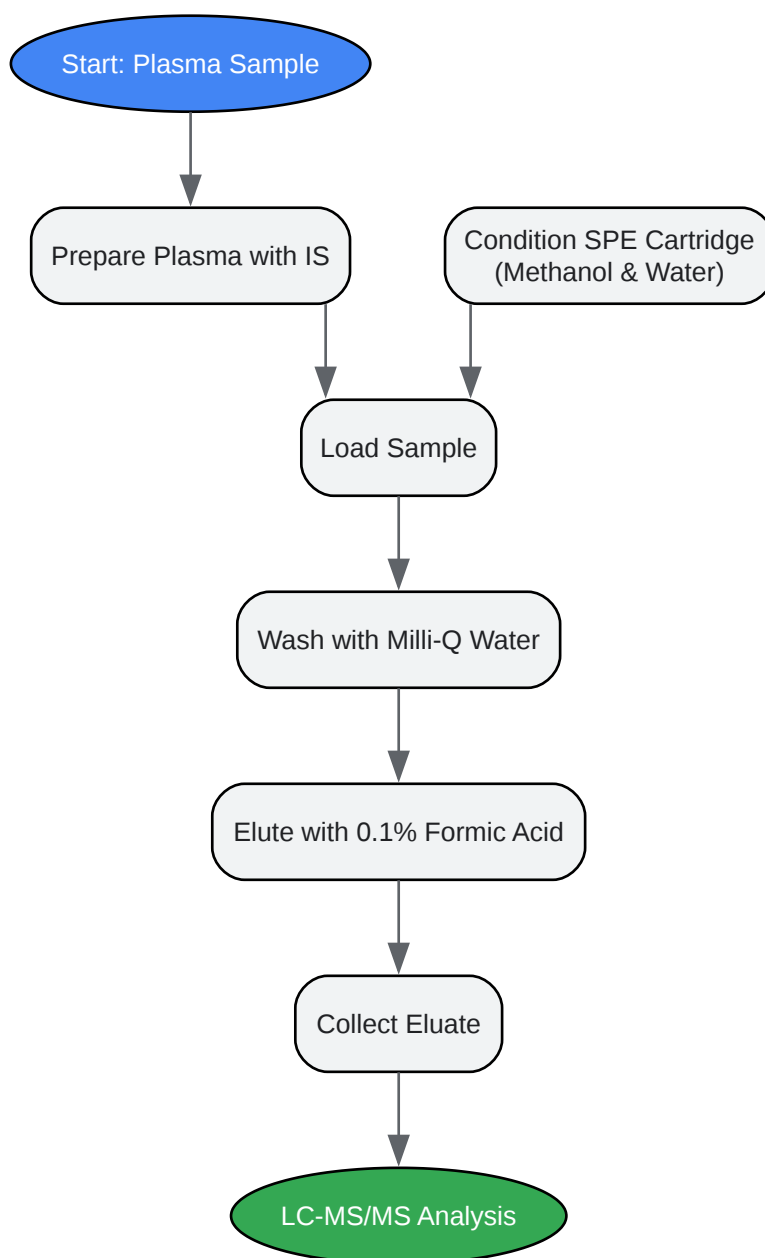 Start: Plasma Sample
Prepare Plasma with IS
Condition SPE Cartridge
(Methanol & Water)
Load Sample
Wash with Milli-Q Water
Elute with 0.1% Formic Acid
Collect Eluate
LC-MS/MS Analysis